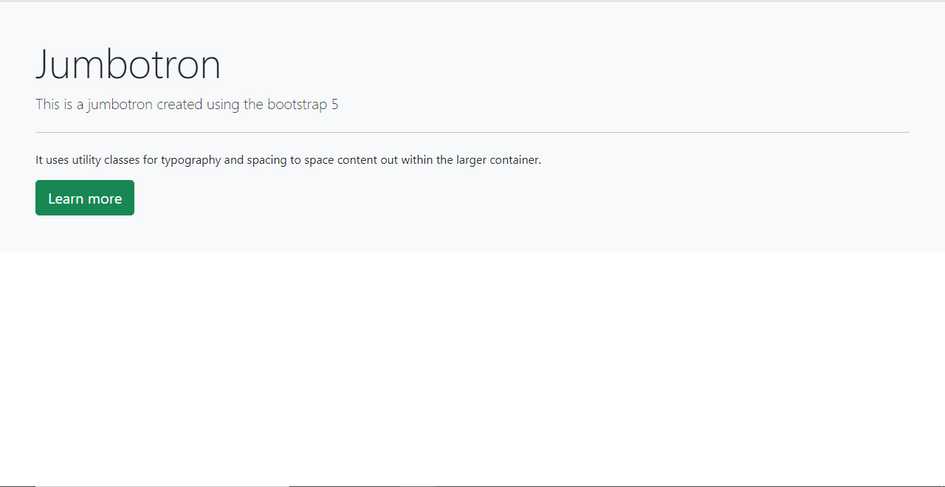 Jumbotron
This is a jumbotron created using the bootstrap 5
It uses utility classes for typography and spacing to space content out within the larger container.
Learn more